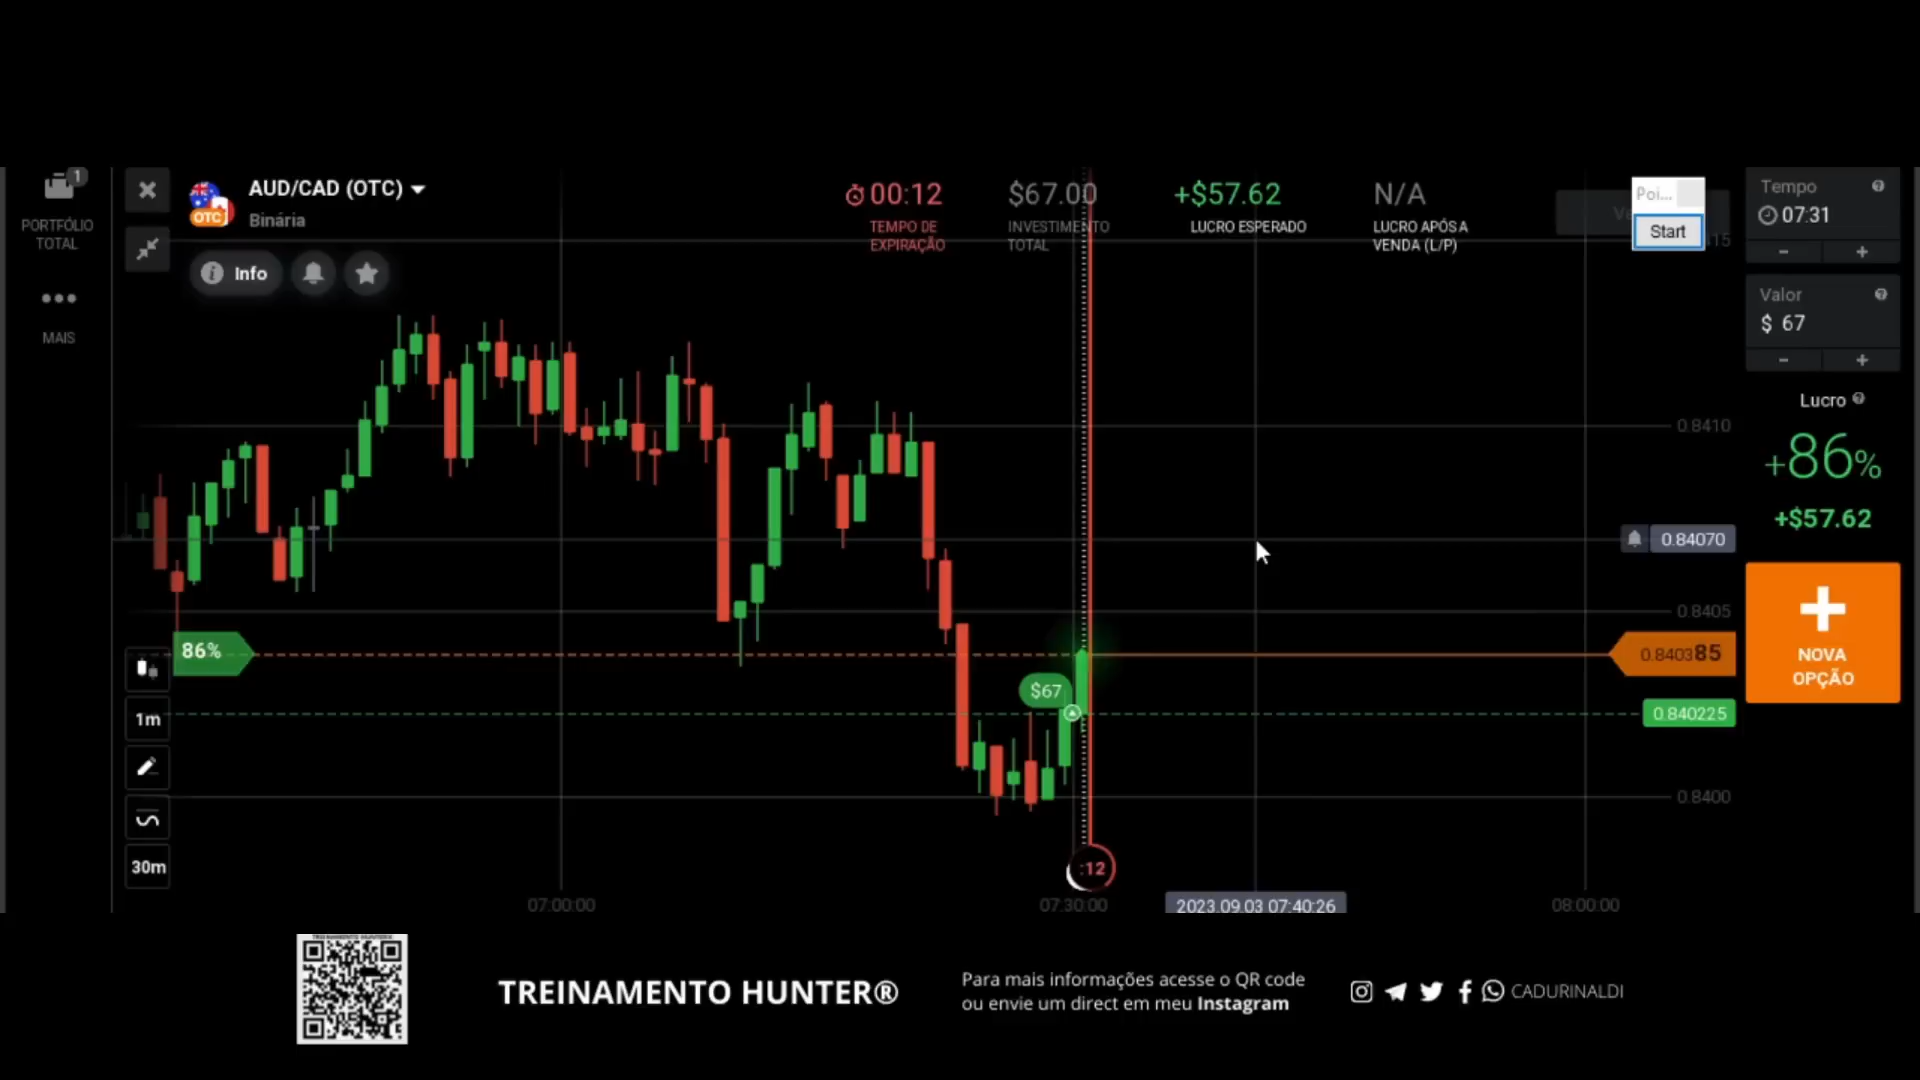 1
PORTFÓLIO
TOTAL
MAIS
AUD/CAD (OTC)
OTC
Binária
Info
00:12
TEMPO DE
EXPIRAÇÃO
$67.00
INVESTIMENTO
TOTAL
+$57.62
LUCRO ESPERADO
N/A
LUCRO APÓS A
VENDA (L/P)
Poi...
Start
Tempo
07:31
Valor
$ 67
Lucro
+86%
+$57.62
NOVA
OPÇÃO
0.8410
0.84070
0.8405
0.840385
0.840225
0.8400
86%
$67
1m
30m
:12
07:00:00
07:30:00
2023.09.03 07:40:26
08:00:00
TREINAMENTO HUNTER®
Para mais informações acesse o QR code
ou envie um direct em meu Instagram
CADURINALDI